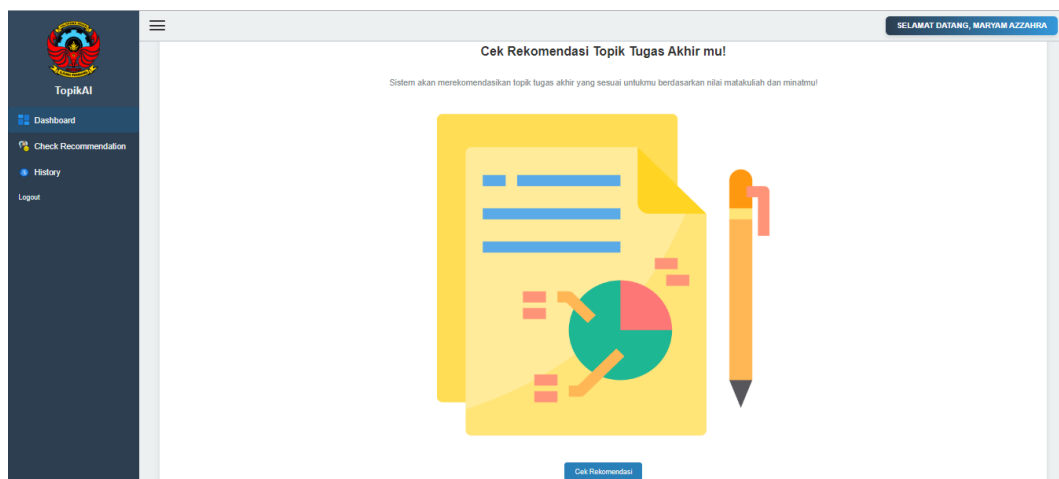 TopikAI
Dashboard
Check Recommendation
History
Logout
SELAMAT DATANG, MARYAM AZZAHRA
Cek Rekomendasi Topik Tugas Akhir mu!
Sistem akan merekomendasikan topik tugas akhir yang sesuai untukmu berdasarkan nilai matakuliah dan minatmu!
Cek Rekomendasi